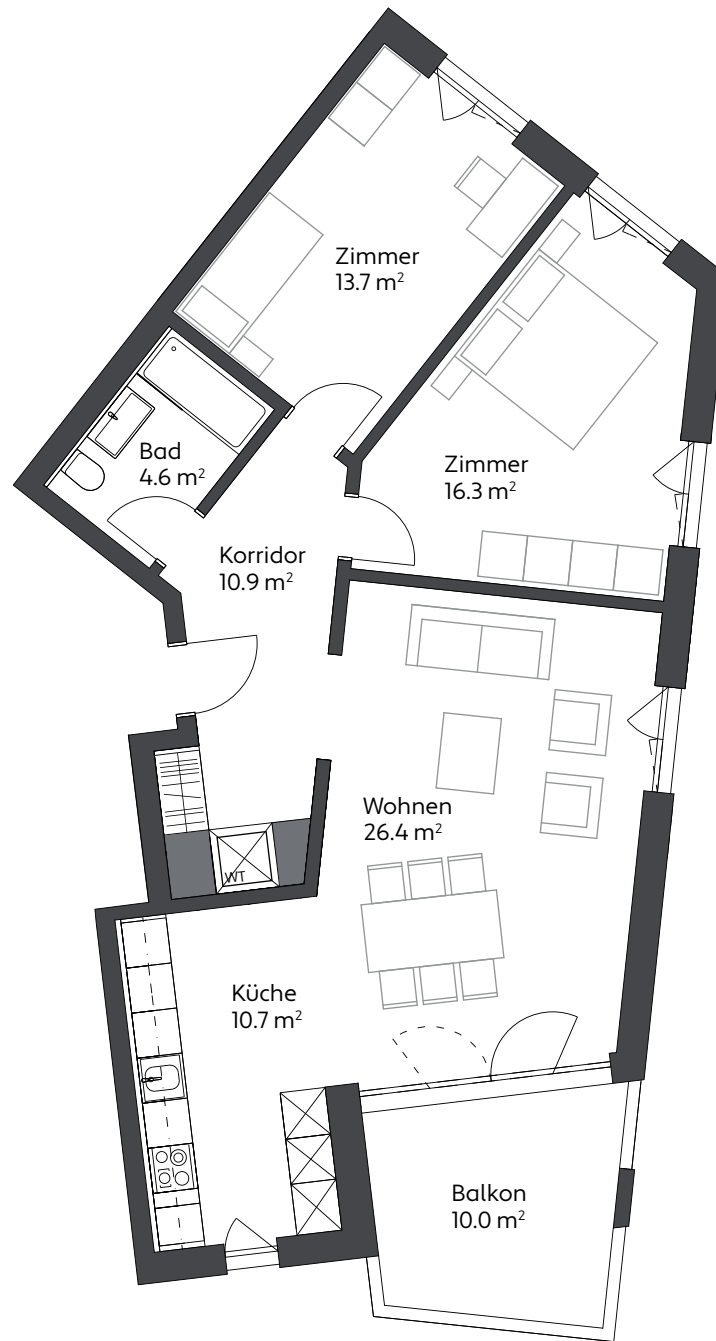 Zimmer
13.7 m²
Bad
4.6 m²
Zimmer
16.3 m²
Korridor
10.9 m²
Wohnen
26.4 m²
WT
Küche
10.7 m²
Balkon
10.0 m²